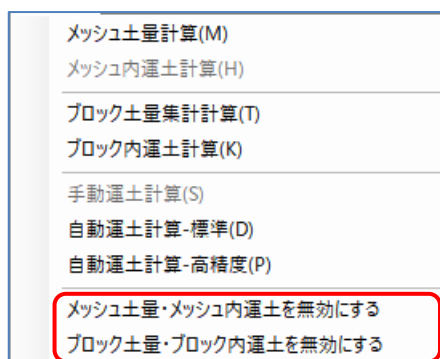 メッシュ土量計算(M)
メッシュ内運土計算(H)
ブロック土量集計計算(T)
ブロック内運土計算(K)
手動運土計算(S)
自動運土計算-標準(D)
自動運土計算-高精度(P)
メッシュ土量・メッシュ内運土を無効にする
ブロック土量・ブロック内運土を無効にする